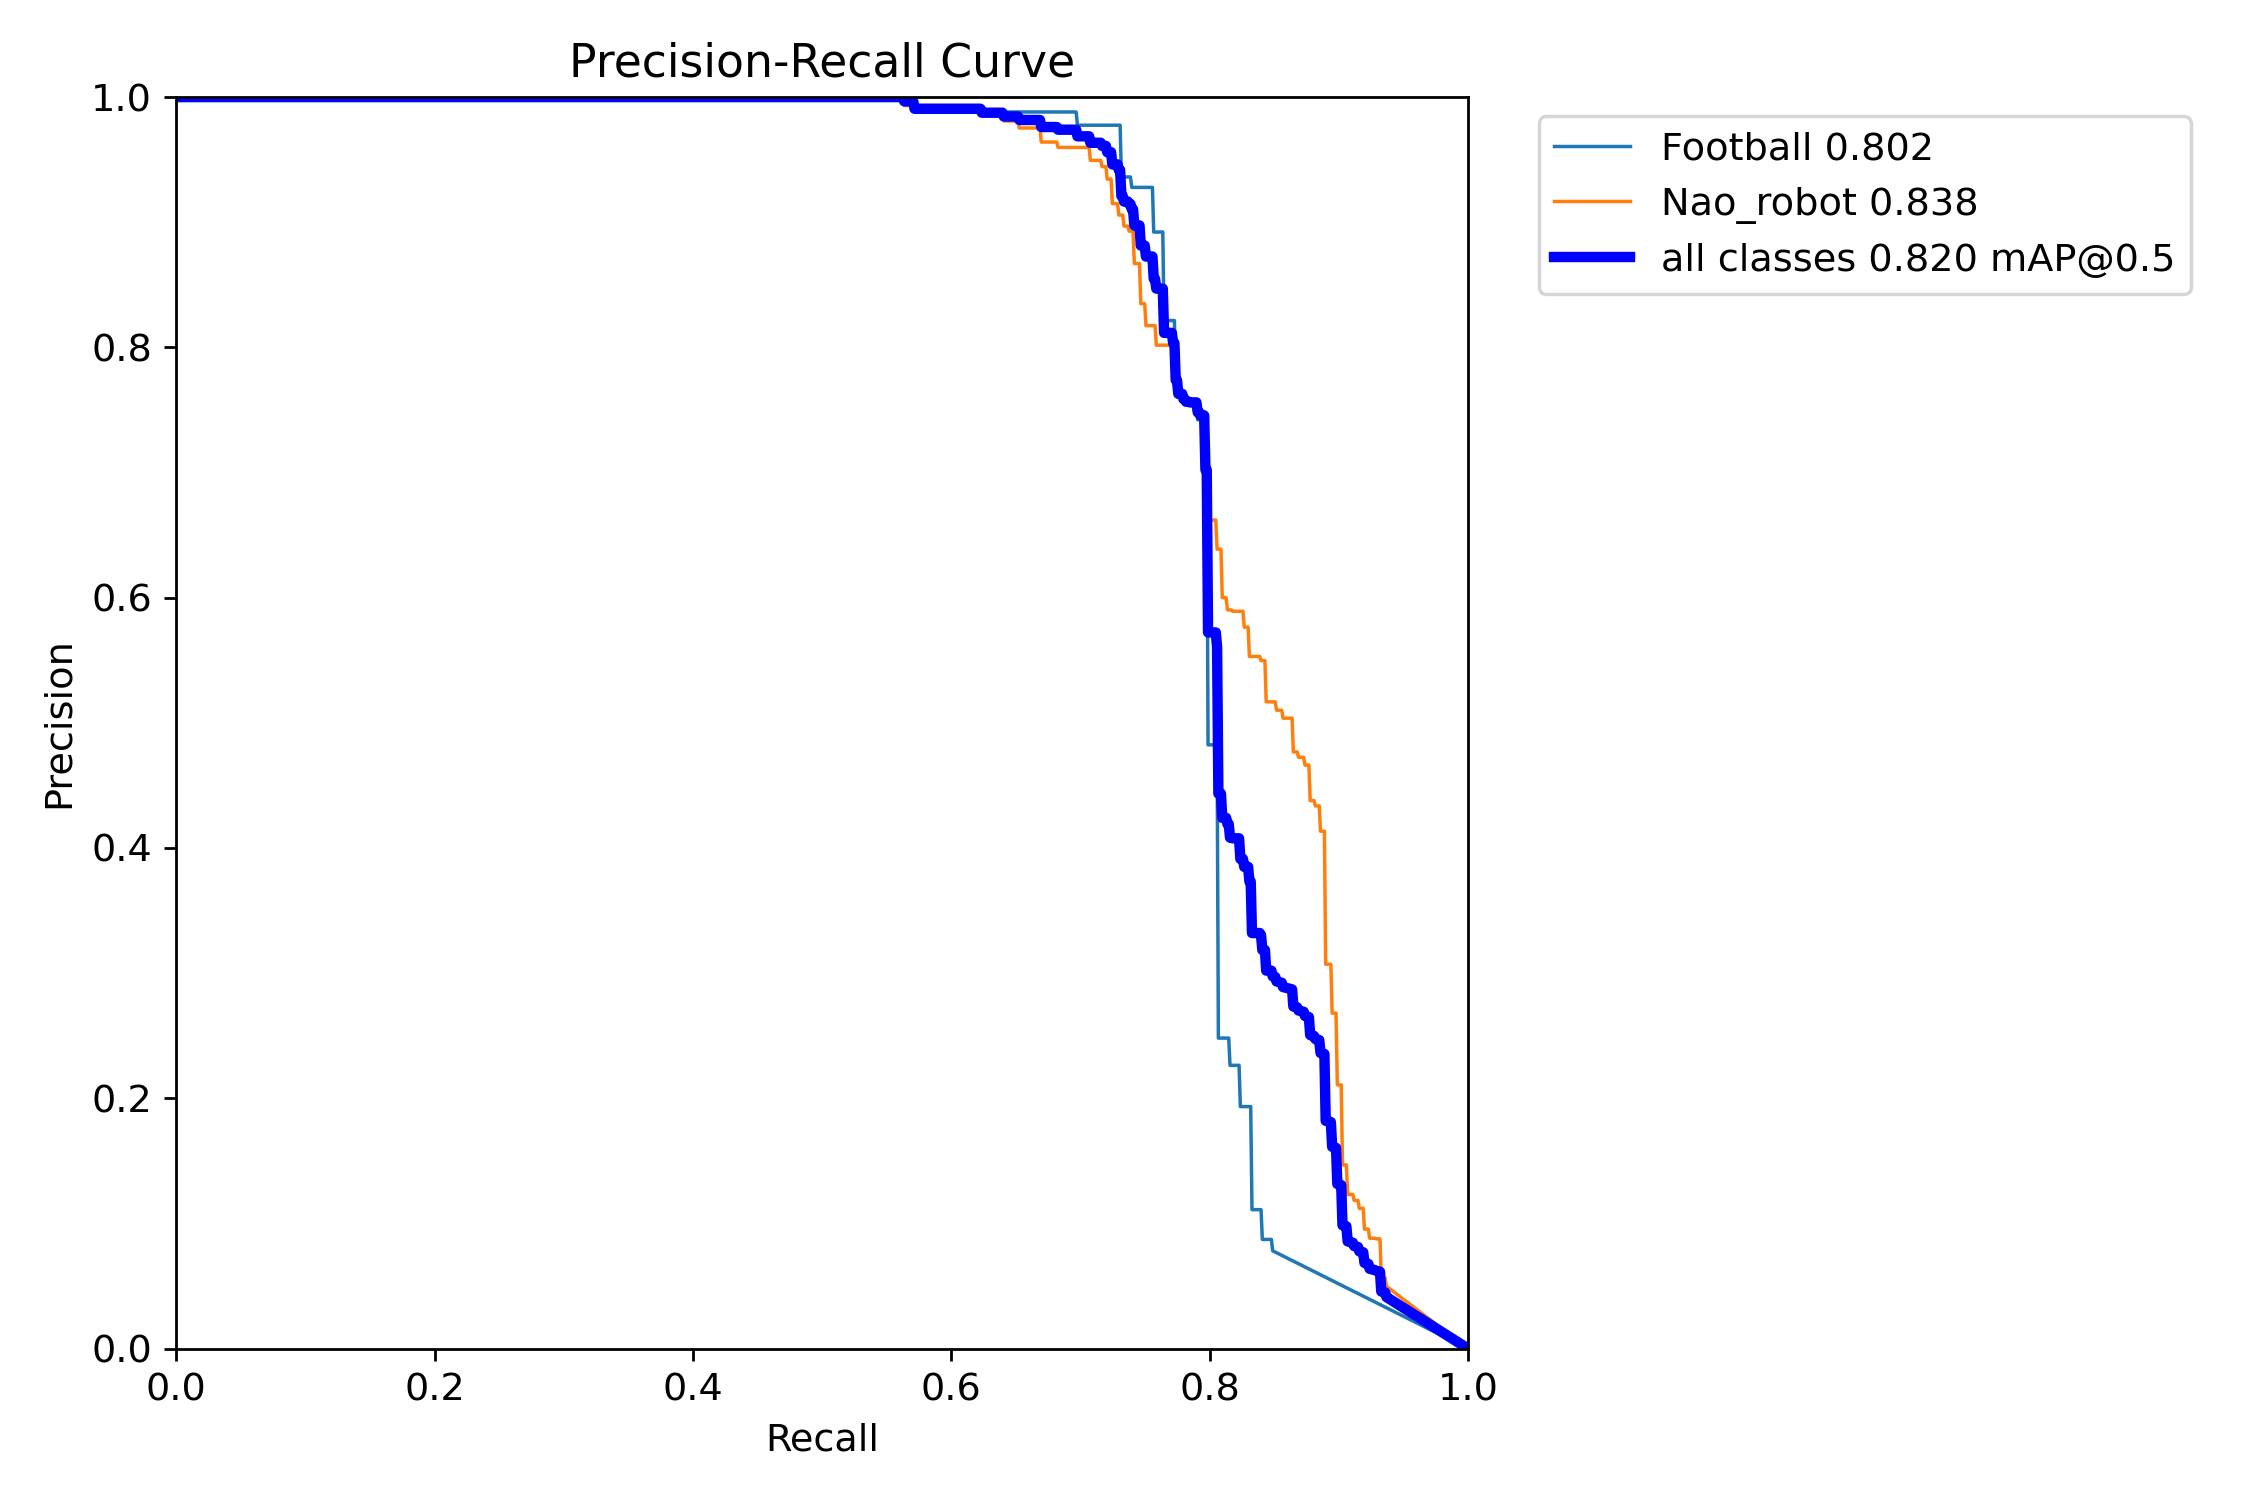 Precision-Recall Curve
1.0
0.8
0.6
0.4
0.2
0.0
Precision
0.0 0.2 0.4 0.6 0.8 1.0
Recall
Football 0.802
Nao_robot 0.838
all classes 0.820 mAP@0.5